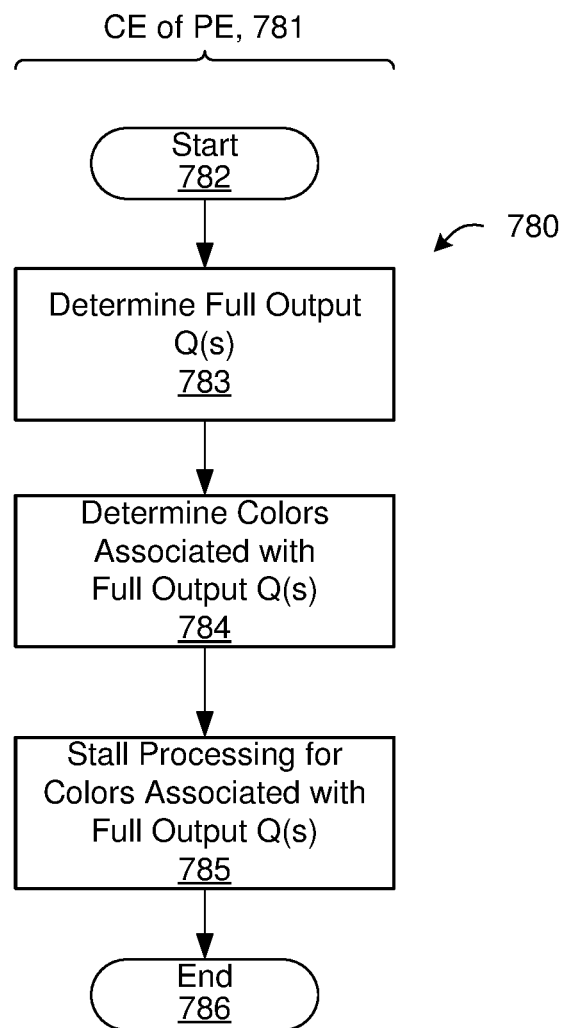 CE of PE, 781
Start
782
780
Determine Full Output
Q(s)
783
Determine Colors
Associated with
Full Output Q(s)
784
Stall Processing for
Colors Associated with
Full Output Q(s)
785
End
786